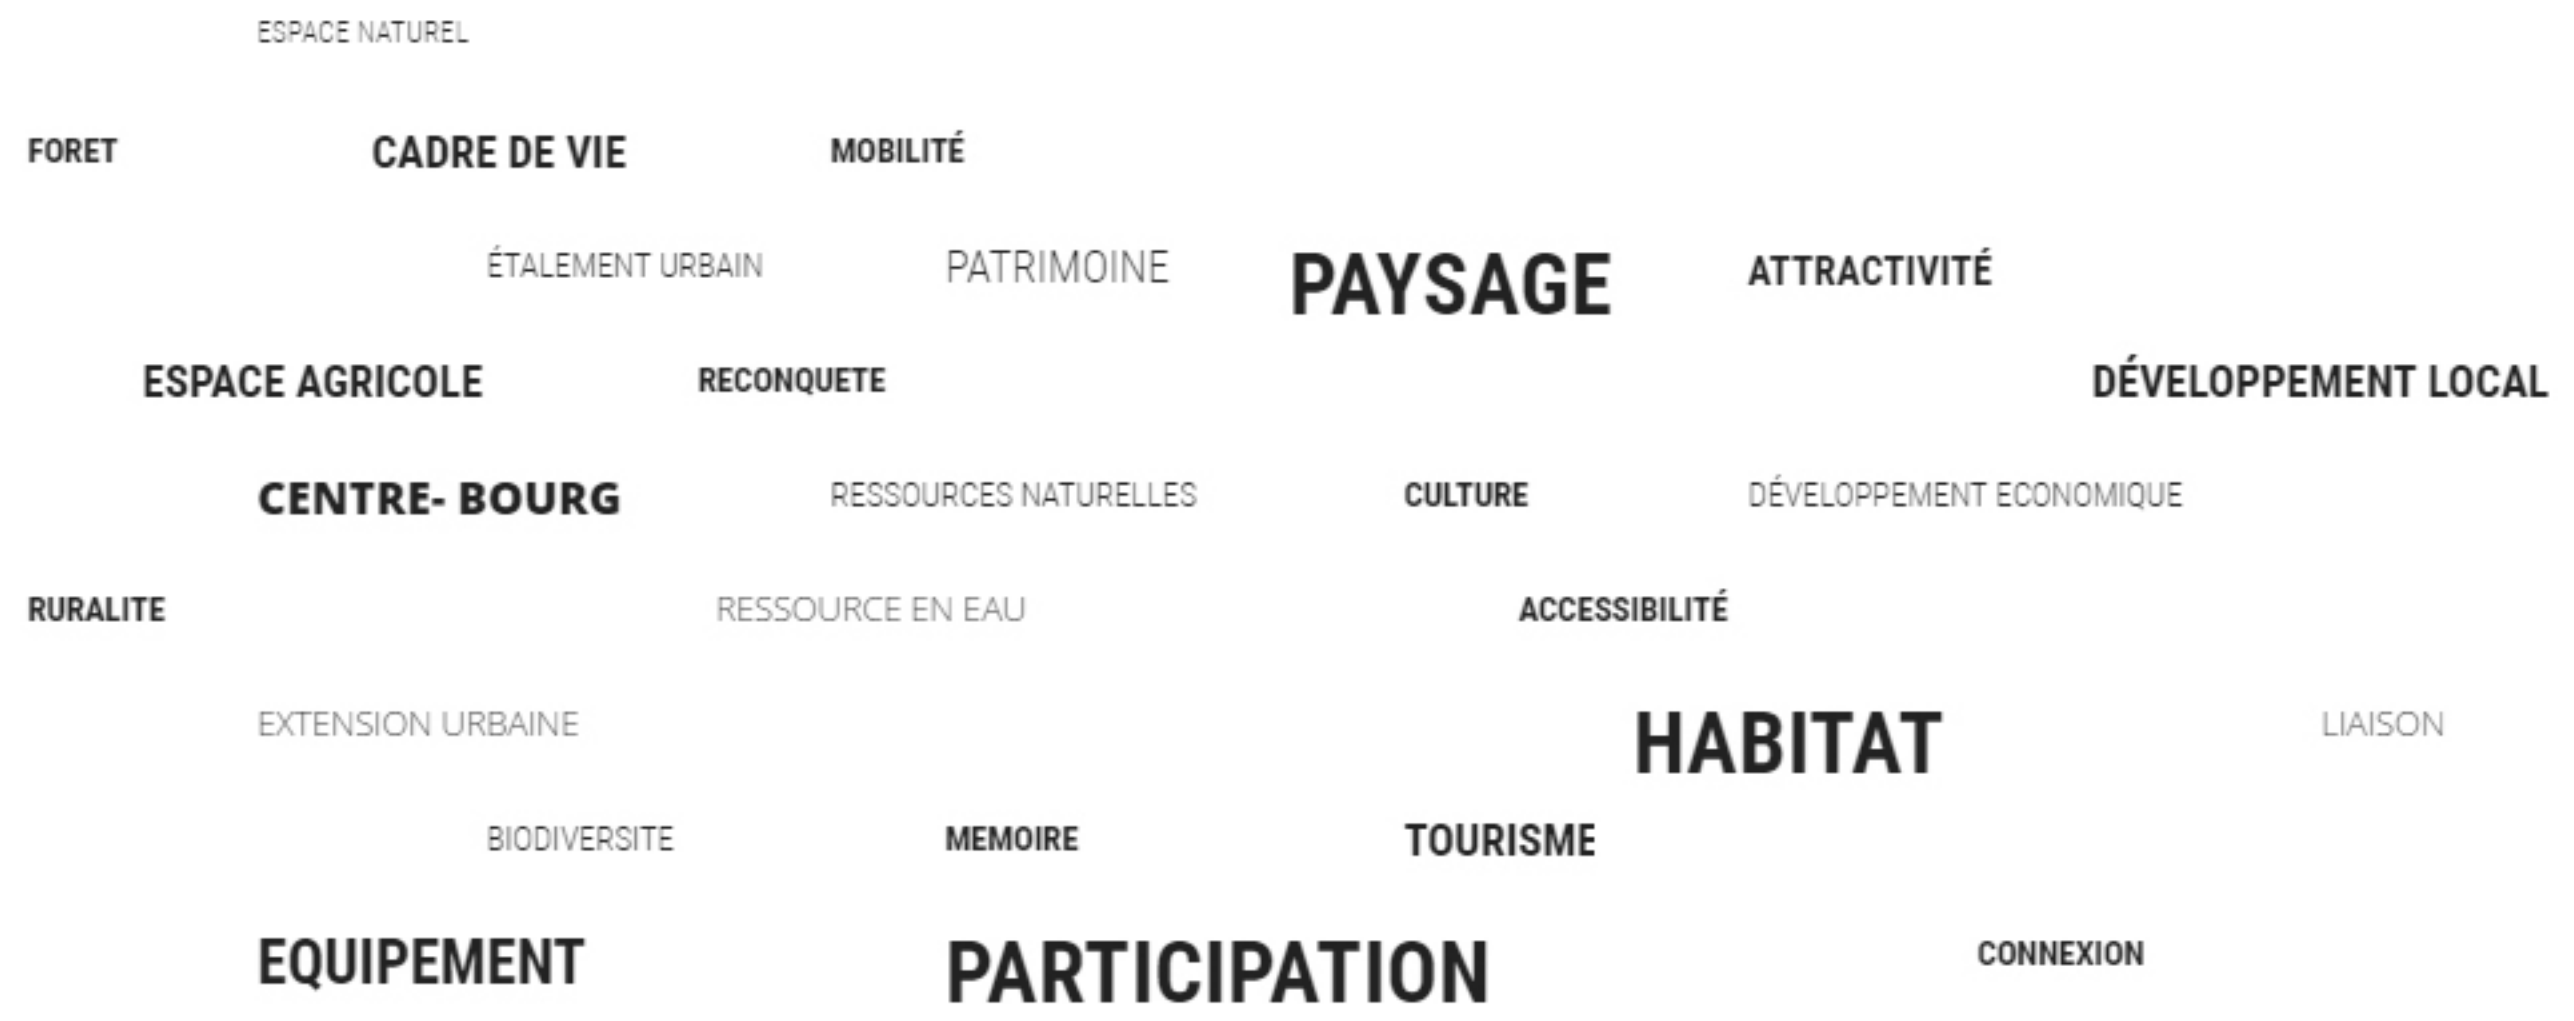 ESPACE NATUREL
FORET CADRE DE VIE MOBILITÉ
ÉTALEMENT URBAIN PATRIMOINE PAYSAGE ATTRACTIVITÉ
ESPACE AGRICOLE RECONQUETE DÉVELOPPEMENT LOCAL
CENTRE- BOURG RESSOURCES NATURELLES CULTURE DÉVELOPPEMENT ECONOMIQUE
RURALITE RESSOURCE EN EAU ACCESSIBILITÉ
EXTENSION URBAINE HABITAT LIAISON
BIODIVERSITE MEMOIRE TOURISME
EQUIPEMENT PARTICIPATION CONNEXION